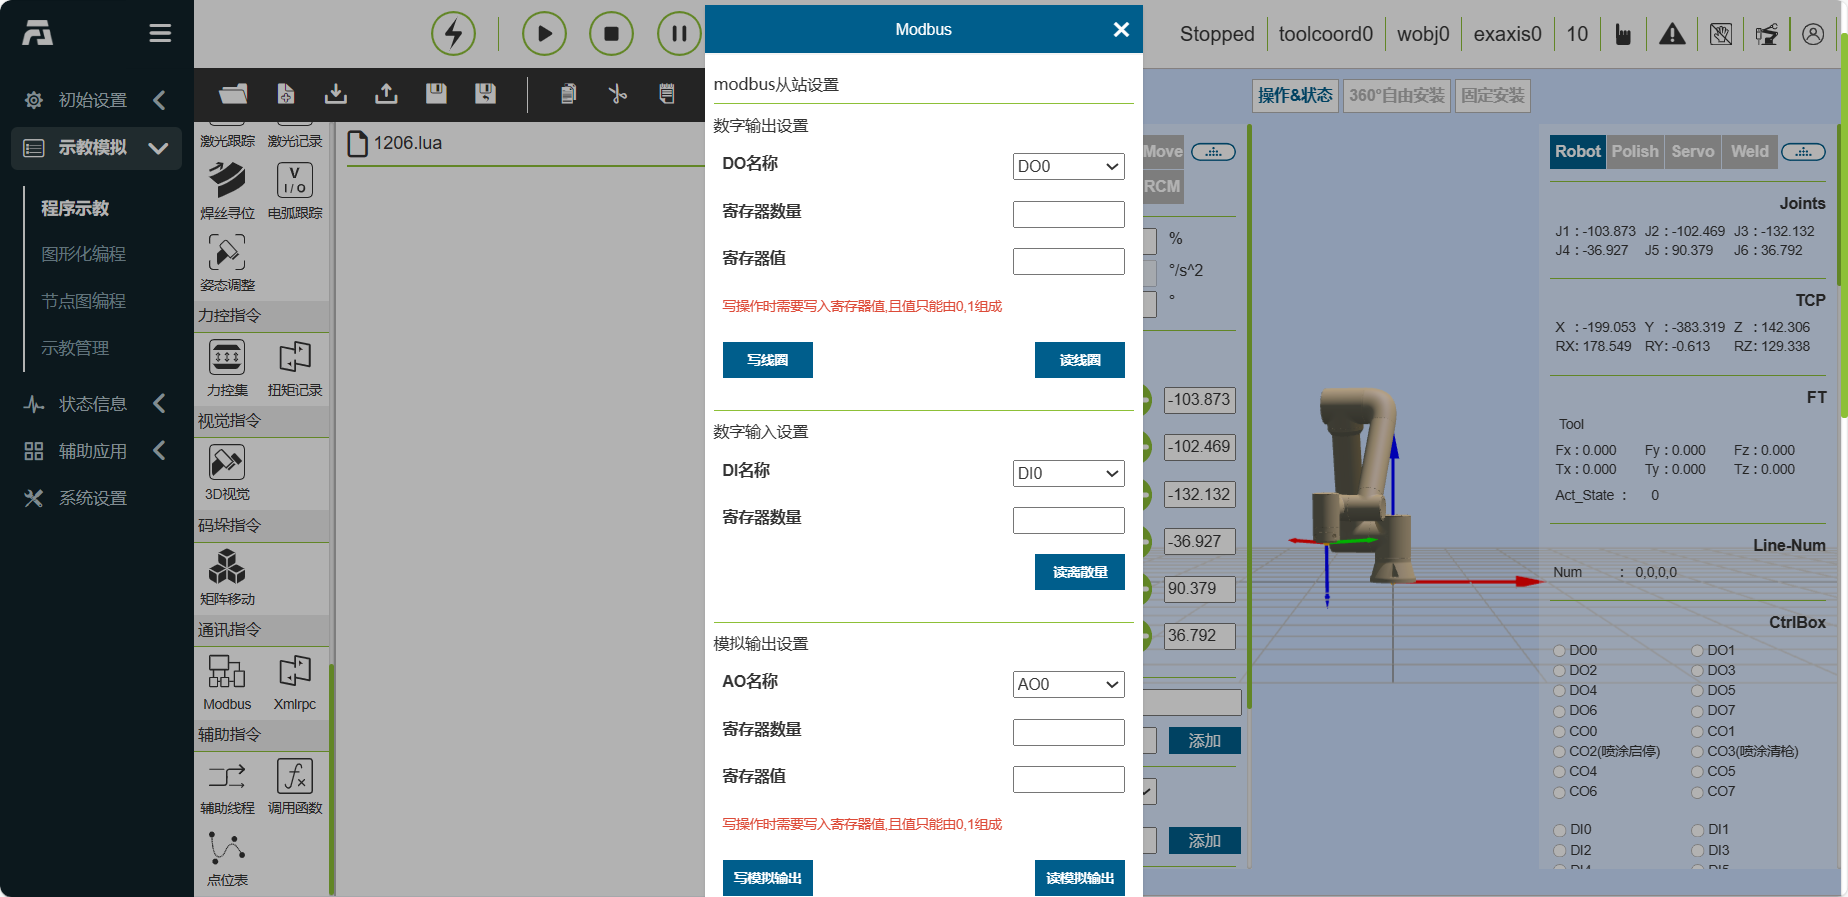 Stopped
toolcoord0
wobj0
exaxis0
10
初始设置
示教模拟
程序示教
图形化编程
节点图编程
示教管理
状态信息
辅助应用
系统设置
激光跟踪 激光记录
焊丝寻位 电弧跟踪
姿态调整
力控指令
力控集 扭矩记录
视觉指令
3D视觉
码垛指令
矩阵移动
通讯指令
Modbus Xmlrpc
辅助指令
辅助线程 调用函数
点位表
1206.lua
Modbus
modbus从站设置
数字输出设置
DO名称 DO0
寄存器数量
寄存器值
写操作时需要写入寄存器值,且值只能由0,1组成
写线圈 读线圈
数字输入设置
DI名称 DI0
寄存器数量
读离散量
模拟输出设置
AO名称 AO0
寄存器数量
寄存器值
写操作时需要写入寄存器值,且值只能由0,1组成
写模拟输出 读模拟输出
Move
RCM
%
°/s^2
°
-103.873
-102.469
-132.132
-36.927
90.379
36.792
添加
添加
操作&状态 360°自由安装 固定安装
Robot Polish Servo Weld
Joints
J1 : -103.873 J2 : -102.469 J3 : -132.132
J4 : -36.927 J5 : 90.379 J6 : 36.792
TCP
X : -199.053 Y : -383.319 Z : 142.306
RX: 178.549 RY: -0.613 RZ: 129.338
FT
Tool
Fx : 0.000 Fy : 0.000 Fz : 0.000
Tx : 0.000 Ty : 0.000 Tz : 0.000
Act_State : 0
Line-Num
Num : 0,0,0,0
CtrlBox
DO0 DO1
DO2 DO3
DO4 DO5
DO6 DO7
CO0 CO1
CO2(喷涂启停) CO3(喷涂清枪)
CO4 CO5
CO6 CO7
DI0 DI1
DI2 DI3
DI4 DI5